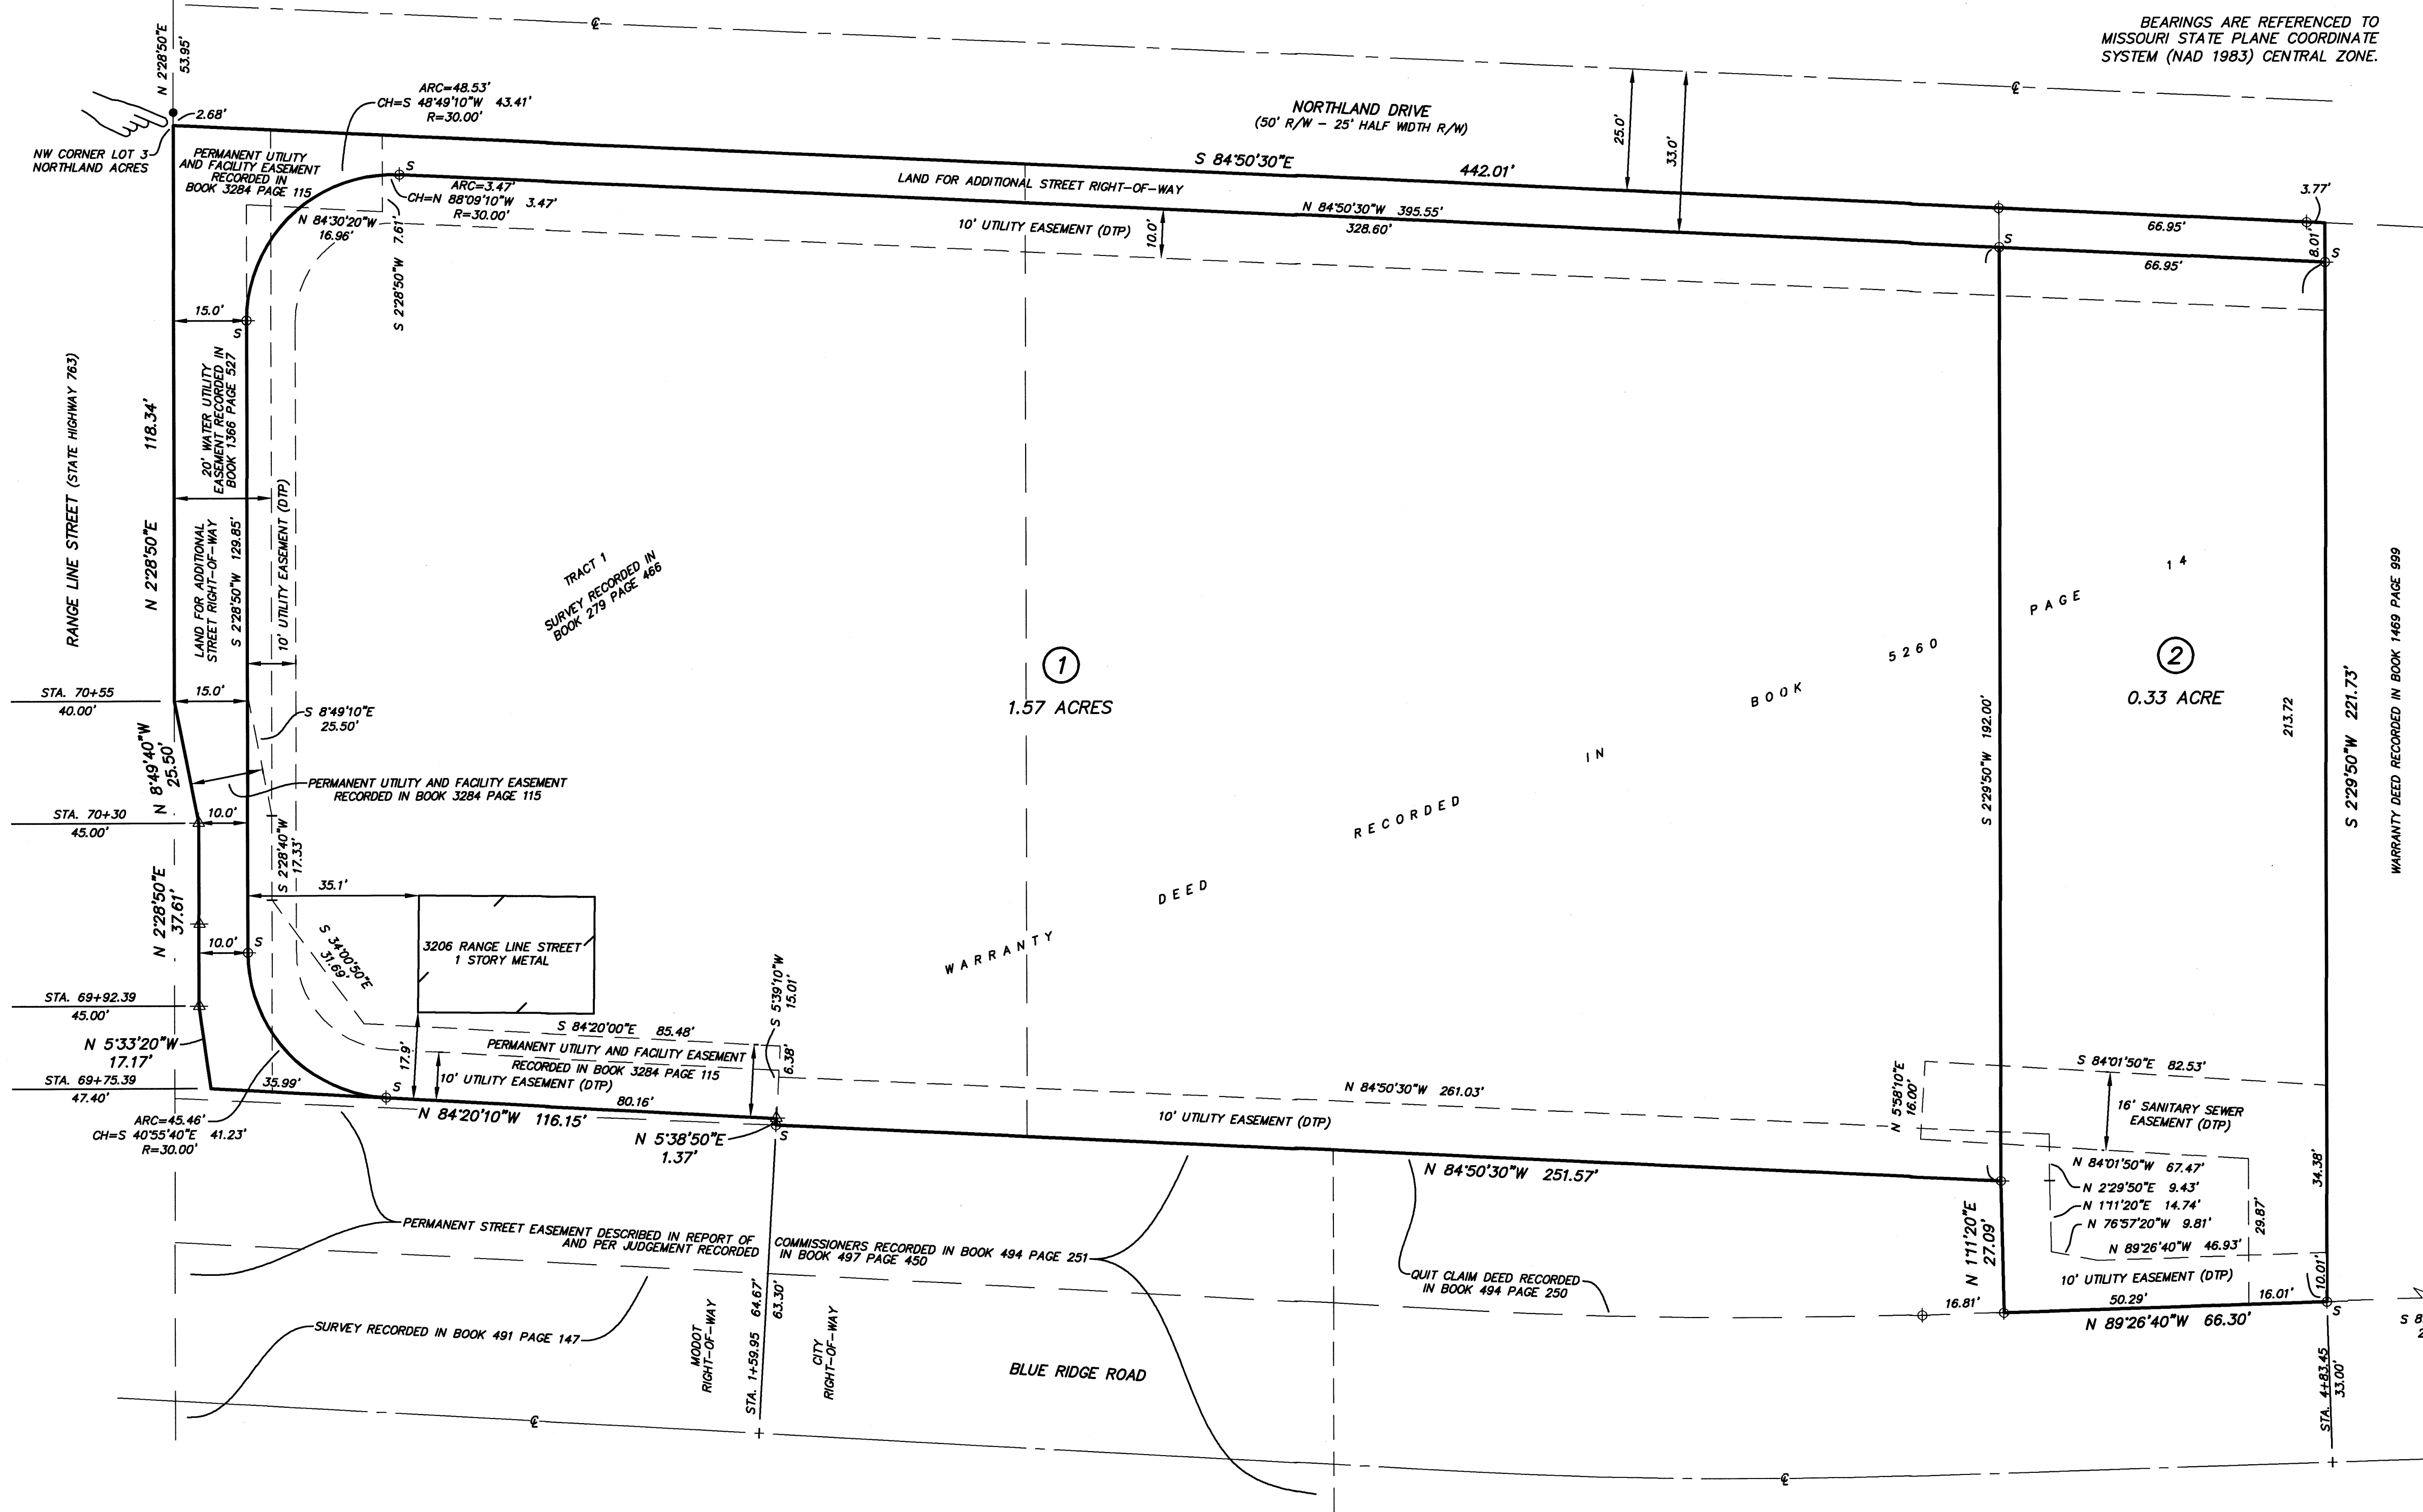 BEARINGS ARE REFERENCED TO
MISSOURI STATE PLANE COORDINATE
SYSTEM (NAD 1983) CENTRAL ZONE.
N 2°28'50"E
53.95'
2.68'
NW CORNER LOT 3
NORTHLAND ACRES
ARC=48.53'
CH=S 48°49'10"W 43.41'
R=30.00'
NORTHLAND DRIVE
(50' R/W - 25' HALF WIDTH R/W)
25.0'
33.0'
S 84°50'30"E 442.01'
3.77'
PERMANENT UTILITY
AND FACILITY EASEMENT
RECORDED IN
BOOK 3284 PAGE 115
ARC=3.47'
CH=N 88°09'10"W 3.47'
R=30.00'
LAND FOR ADDITIONAL STREET RIGHT-OF-WAY
N 84°50'30"W 395.55'
328.60'
66.95'
8.01'
S
S
S
66.95'
N 84°30'20"W
16.96'
S 2°28'50"W 7.61'
10' UTILITY EASEMENT (DTP)
10.0'
15.0'
S
RANGE LINE STREET (STATE HIGHWAY 763)
N 2°28'50"E 118.34'
20' WATER UTILITY
EASEMENT RECORDED IN
BOOK 1366 PAGE 527
LAND FOR ADDITIONAL
STREET RIGHT-OF-WAY
S 2°28'50"W 129.85'
10' UTILITY EASEMENT (DTP)
TRACT 1
SURVEY RECORDED IN
BOOK 279 PAGE 466
1
1.57 ACRES
WARRANTY DEED RECORDED IN BOOK 5260 PAGE 14
2
0.33 ACRE
S 2°29'50"W 192.00'
213.72
S 2°29'50"W 221.73'
WARRANTY DEED RECORDED IN BOOK 1469 PAGE 999
STA. 70+55
40.00'
15.0'
S 8°49'10"E
25.50'
N 8°49'40"W
25.50'
PERMANENT UTILITY AND FACILITY EASEMENT
RECORDED IN BOOK 3284 PAGE 115
STA. 70+30
45.00'
10.0'
S 2°28'40"W
17.33'
35.1'
N 2°28'50"E
37.61'
10.0'
S
S 34°00'50"E
31.69'
3206 RANGE LINE STREET
1 STORY METAL
STA. 69+92.39
45.00'
N 5°33'20"W
17.17'
STA. 69+75.39
47.40'
35.99'
S
17.9'
S 84°20'00"E 85.48'
PERMANENT UTILITY AND FACILITY EASEMENT
RECORDED IN BOOK 3284 PAGE 115
10' UTILITY EASEMENT (DTP)
80.16'
S 5°39'10"W
15.01'
6.38'
ARC=45.46'
CH=S 40°55'40"E 41.23'
R=30.00'
N 84°20'10"W 116.15'
N 5°38'50"E
1.37'
S
N 84°50'30"W 261.03'
10' UTILITY EASEMENT (DTP)
N 84°50'30"W 251.57'
N 5°58'10"E
16.00'
S 84°01'50"E 82.53'
16' SANITARY SEWER
EASEMENT (DTP)
N 84°01'50"W 67.47'
N 2°29'50"E 9.43'
N 1°11'20"E 14.74'
N 76°57'20"W 9.81'
N 89°26'40"W 46.93'
29.87'
34.38'
10.01'
N 1°11'20"E
27.09'
10' UTILITY EASEMENT (DTP)
50.29'
16.01'
S
16.81'
N 89°26'40"W 66.30'
S 8
2
PERMANENT STREET EASEMENT DESCRIBED IN REPORT OF COMMISSIONERS RECORDED IN BOOK 494 PAGE 251
AND PER JUDGEMENT RECORDED IN BOOK 497 PAGE 450
QUIT CLAIM DEED RECORDED
IN BOOK 494 PAGE 250
SURVEY RECORDED IN BOOK 491 PAGE 147
MODOT
RIGHT-OF-WAY
STA. 1+59.95 64.67'
63.30'
CITY
RIGHT-OF-WAY
BLUE RIDGE ROAD
STA. 4+83.45
33.00'